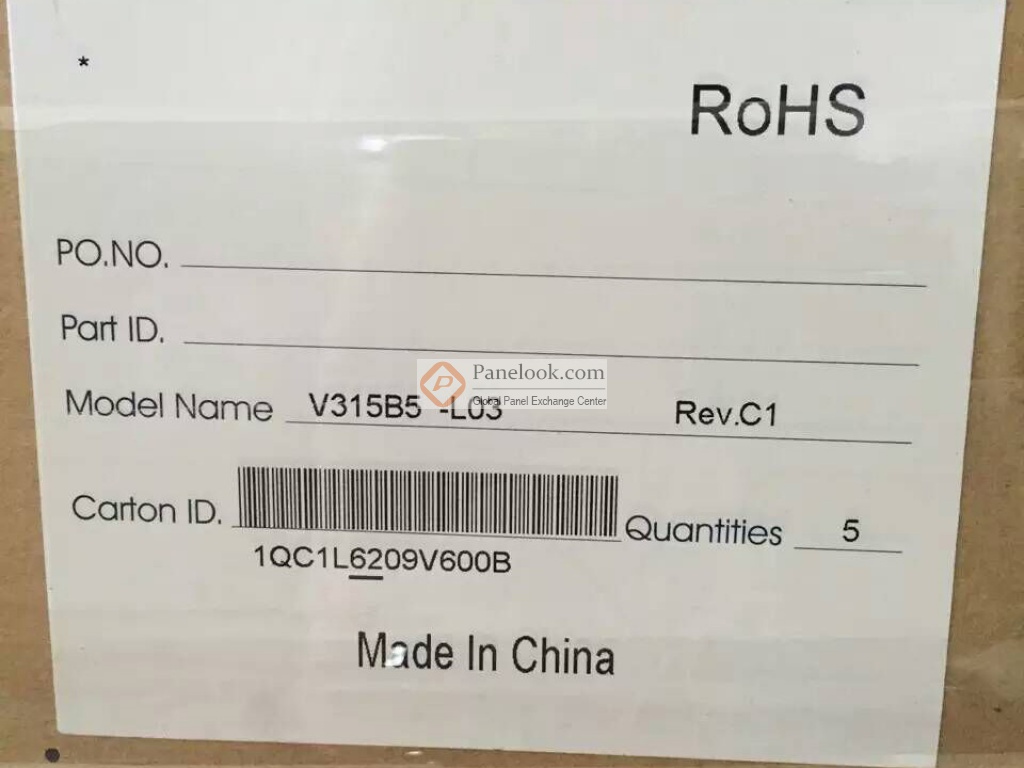 *
RoHS
PO.NO.
Part ID.
Panelook.com
Global Panel Exchange Center
Model Name V315B5 -L03 Rev.C1
Carton ID. Quantities 5
1QC1L6209V600B
Made In China